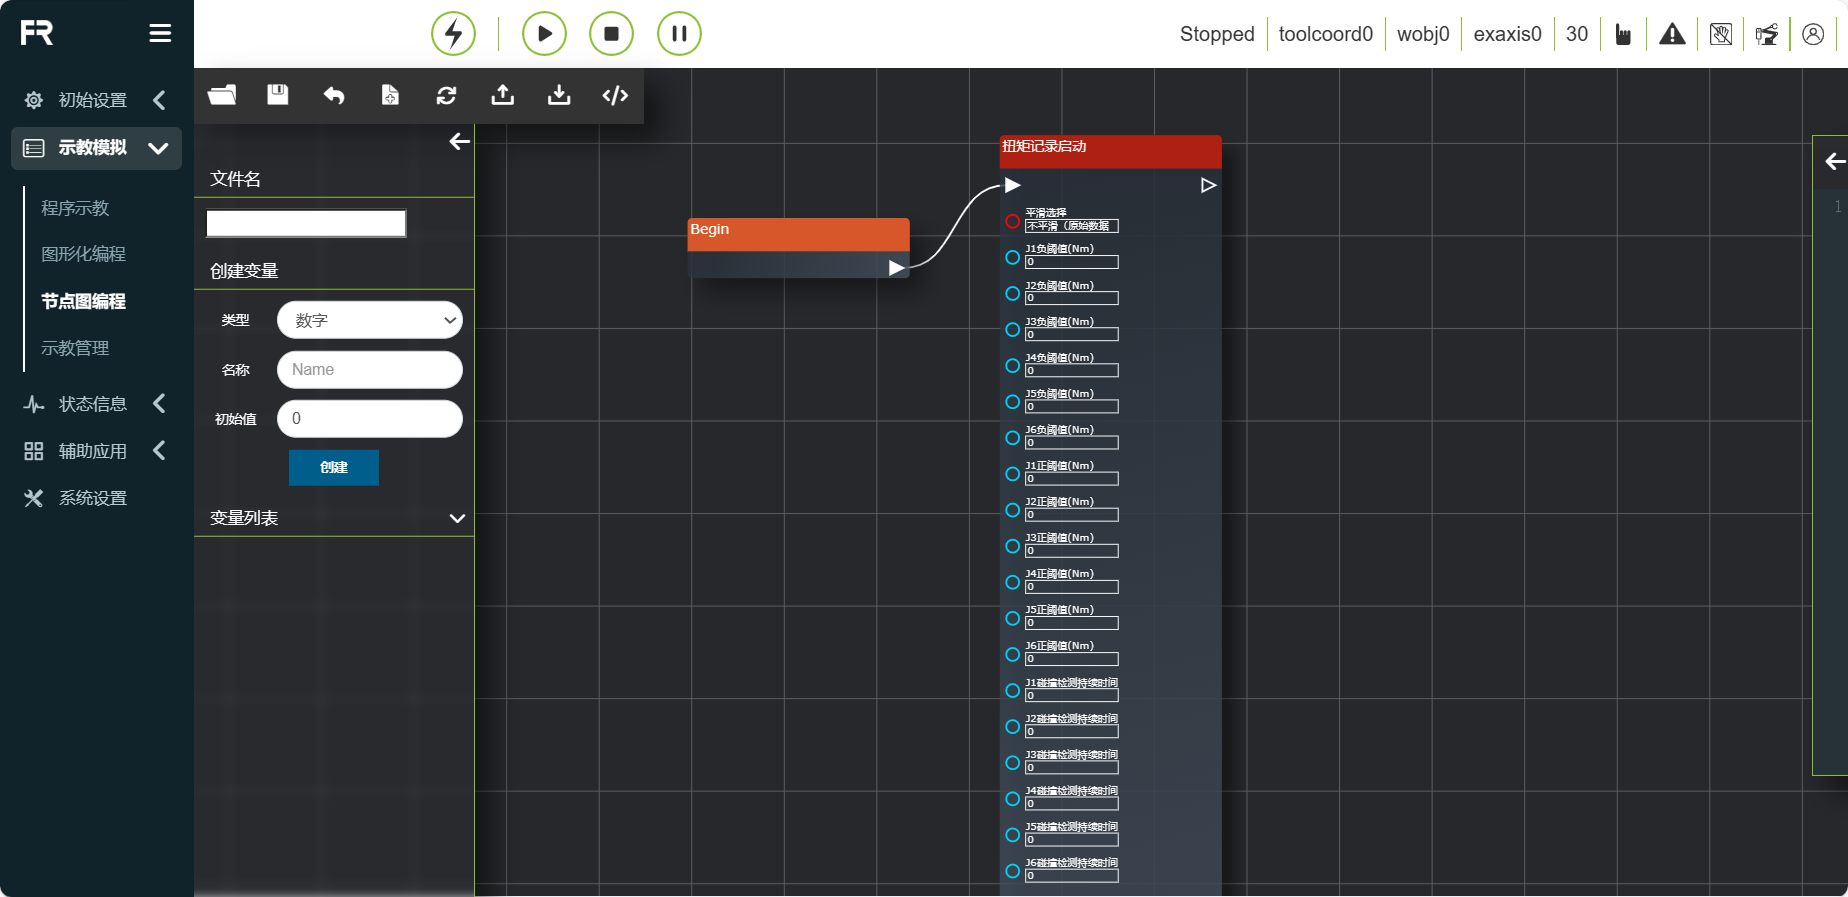 FR
Stopped
toolcoord0
wobj0
exaxis0
30
初始设置
示教模拟
程序示教
图形化编程
节点图编程
示教管理
状态信息
辅助应用
系统设置
文件名
创建变量
类型
数字
名称
Name
初始值
0
创建
变量列表
Begin
扭矩记录启动
平滑选择
不平滑（原始数据
J1负阈值(Nm)
0
J2负阈值(Nm)
0
J3负阈值(Nm)
0
J4负阈值(Nm)
0
J5负阈值(Nm)
0
J6负阈值(Nm)
0
J1正阈值(Nm)
0
J2正阈值(Nm)
0
J3正阈值(Nm)
0
J4正阈值(Nm)
0
J5正阈值(Nm)
0
J6正阈值(Nm)
0
J1碰撞检测持续时间
0
J2碰撞检测持续时间
0
J3碰撞检测持续时间
0
J4碰撞检测持续时间
0
J5碰撞检测持续时间
0
J6碰撞检测持续时间
0
1